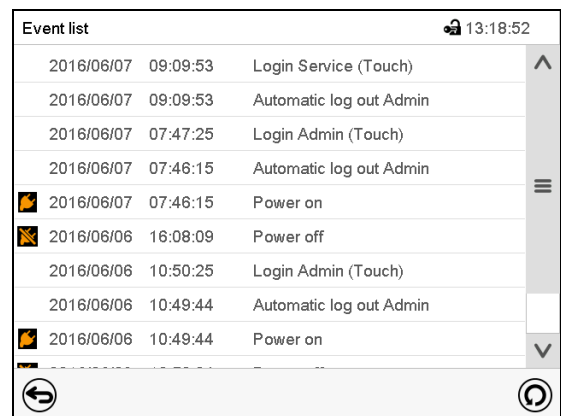 Event list 13:18:52
2016/06/07 09:09:53 Login Service (Touch)
2016/06/07 09:09:53 Automatic log out Admin
2016/06/07 07:47:25 Login Admin (Touch)
2016/06/07 07:46:15 Automatic log out Admin
2016/06/07 07:46:15 Power on
2016/06/06 16:08:09 Power off
2016/06/06 10:50:25 Login Admin (Touch)
2016/06/06 10:49:44 Automatic log out Admin
2016/06/06 10:49:44 Power on